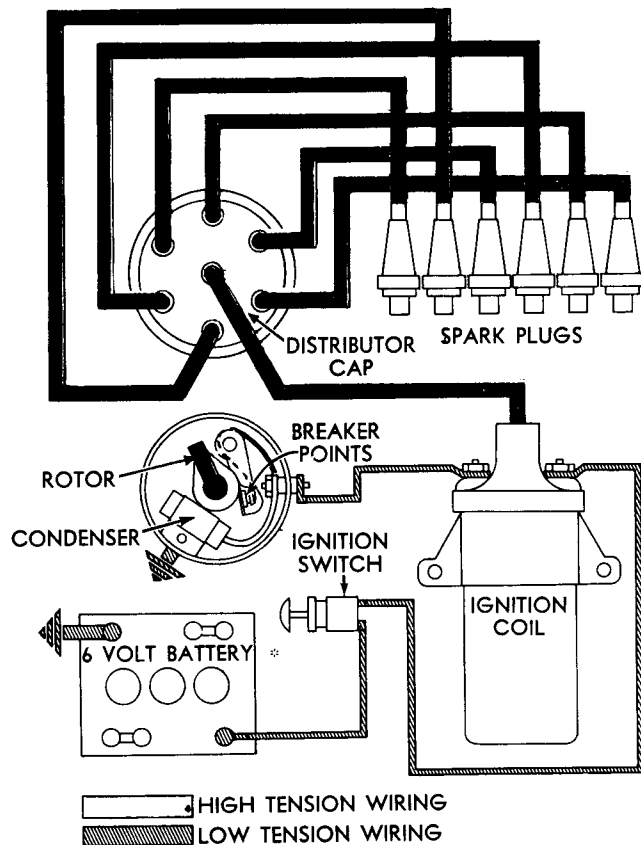 SPARK PLUGS
DISTRIBUTOR
CAP
BREAKER
POINTS
ROTOR
CONDENSER
IGNITION
SWITCH
IGNITION
COIL
6 VOLT BATTERY
HIGH TENSION WIRING
LOW TENSION WIRING